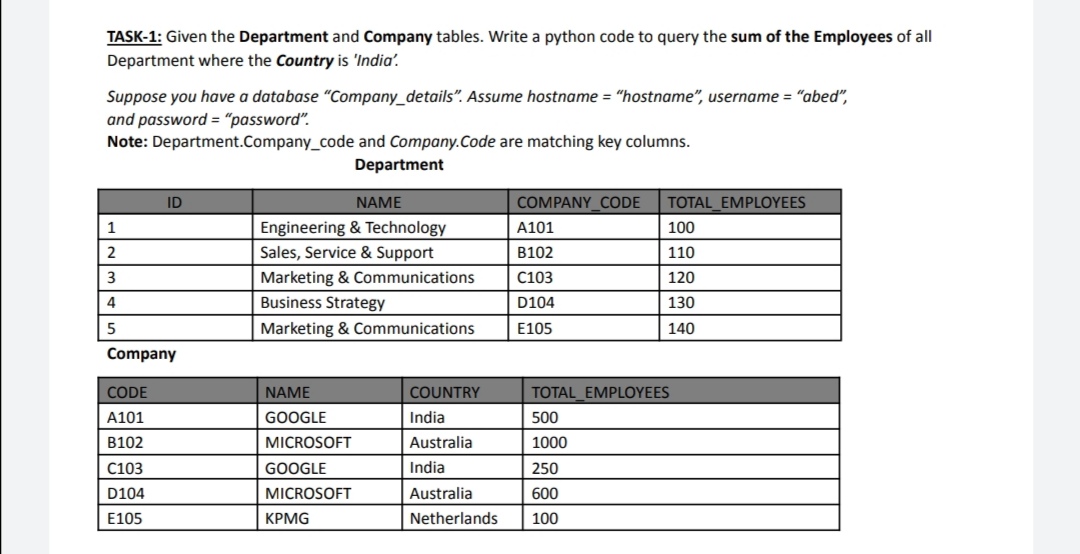 TASK-1: Given the Department and Company tables. Write a python code to query the sum of the Employees of all
Department where the Country is 'India'.
Suppose you have a database “Company_details”. Assume hostname = “hostname”, username = “abed”,
and password = “password”.
Note: Department.Company_code and Company.Code are matching key columns.
Department
ID NAME COMPANY_CODE TOTAL_EMPLOYEES
1 Engineering & Technology A101 100
2 Sales, Service & Support B102 110
3 Marketing & Communications C103 120
4 Business Strategy D104 130
5 Marketing & Communications E105 140
Company
CODE NAME COUNTRY TOTAL_EMPLOYEES
A101 GOOGLE India 500
B102 MICROSOFT Australia 1000
C103 GOOGLE India 250
D104 MICROSOFT Australia 600
E105 KPMG Netherlands 100